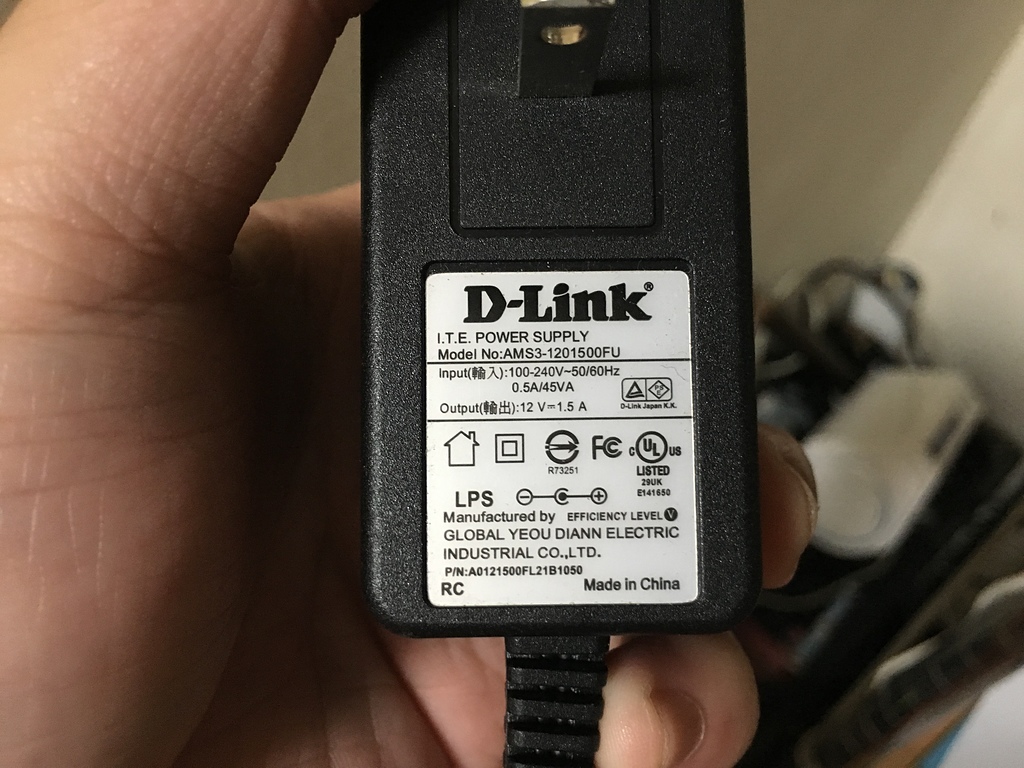 D-Link®
I.T.E. POWER SUPPLY
Model No:AMS3-1201500FU
Input(輸入):100-240V~50/60Hz
0.5A/45VA
Output(輸出):12 V⎓1.5 A
D-Link Japan K.K.
R73251
FC
c UL US
LISTED
29UK
E141650
LPS
Manufactured by EFFICIENCY LEVEL V
GLOBAL YEOU DIANN ELECTRIC
INDUSTRIAL CO.,LTD.
P/N:A0121500FL21B1050
RC
Made in China